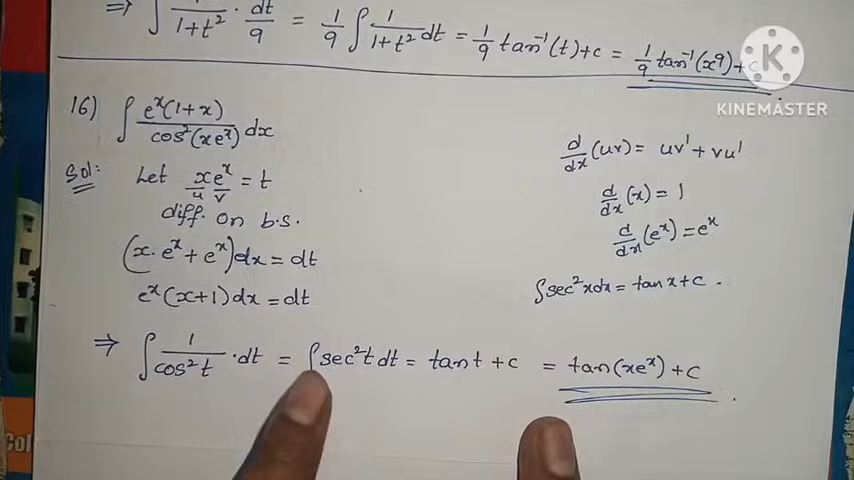 ⇒ ∫ 1/(1+t²) · dt/9 = 1/9 ∫ 1/(1+t²) dt = 1/9 tan⁻¹(t)+c = 1/9 tan⁻¹(x⁹)+c
KINEMASTER
16) ∫ eˣ(1+x)/cos²(xeˣ) dx
Sol: Let xeˣ = t
u v
diff. on b.s.
(x·eˣ + eˣ)dx = dt
eˣ(x+1)dx = dt
d/dx (uv) = uv' + vu'
d/dx (x) = 1
d/dx (eˣ) = eˣ
∫sec²x dx = tan x + c .
⇒ ∫ 1/cos²t · dt = ∫sec²t dt = tan t + c = tan(xeˣ) + c .
Col